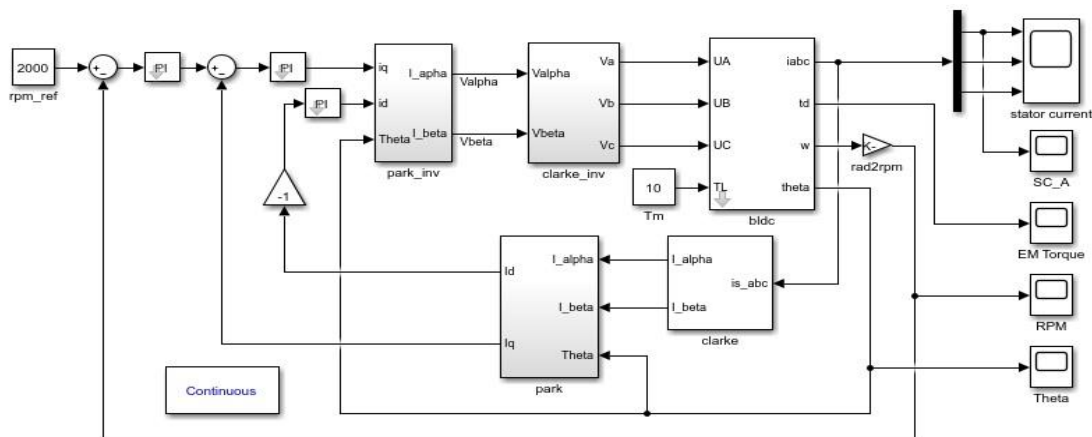 2000
rpm_ref
PI
PI
PI
iq
id
Theta
I_apha
I_beta
park_inv
Valpha
Vbeta
Valpha
Vbeta
Va
Vb
Vc
clarke_inv
UA
UB
UC
TL
iabc
td
w
theta
bldc
10
Tm
K-
rad2rpm
stator current
SC_A
EM Torque
RPM
Theta
-1
Id
Iq
I_alpha
I_beta
Theta
park
I_alpha
I_beta
is_abc
clarke
Continuous